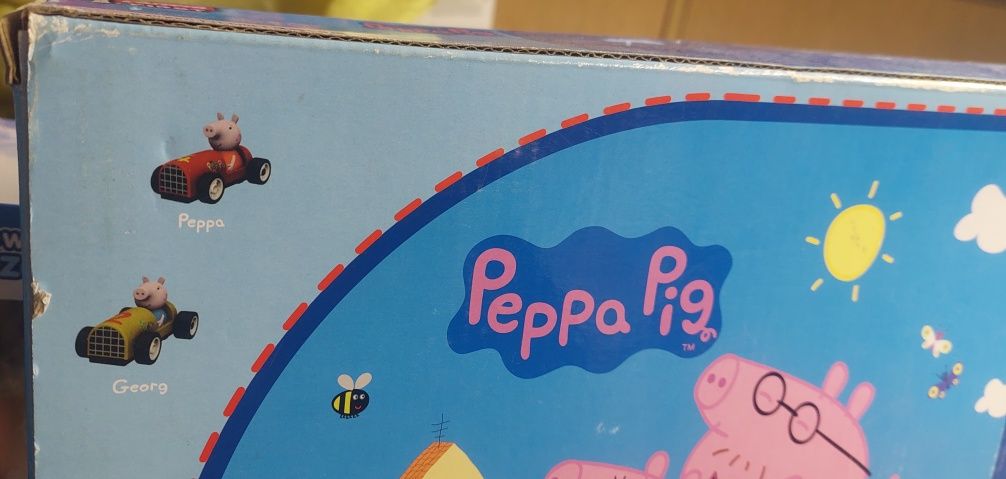 Peppa
Georg
Peppa Pig
TM
W
Z